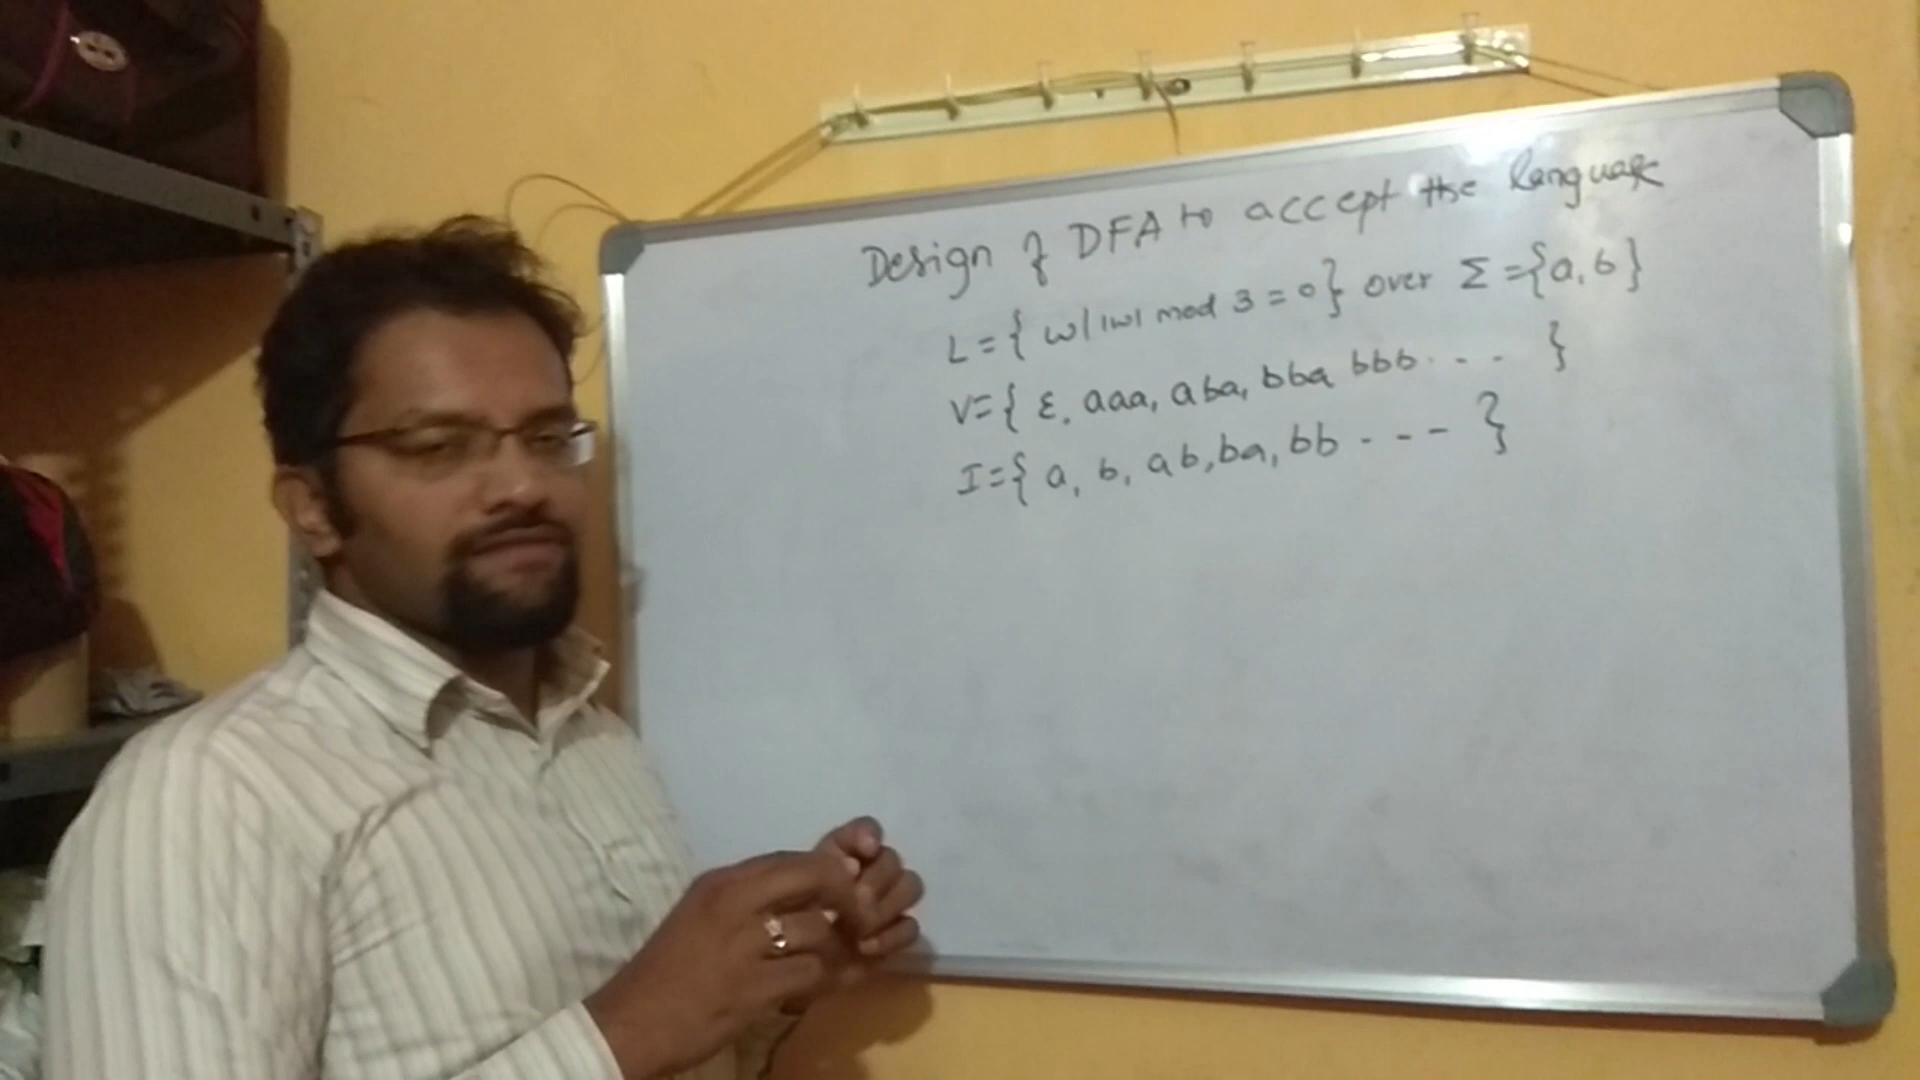 Design of DFA to accept the language
L = { w/ |w| mod 3 = 0} over Σ = {a, b}
V = { ε, aaa, aba, bba bbb . . . }
I = { a, b, ab, ba, bb - - - }